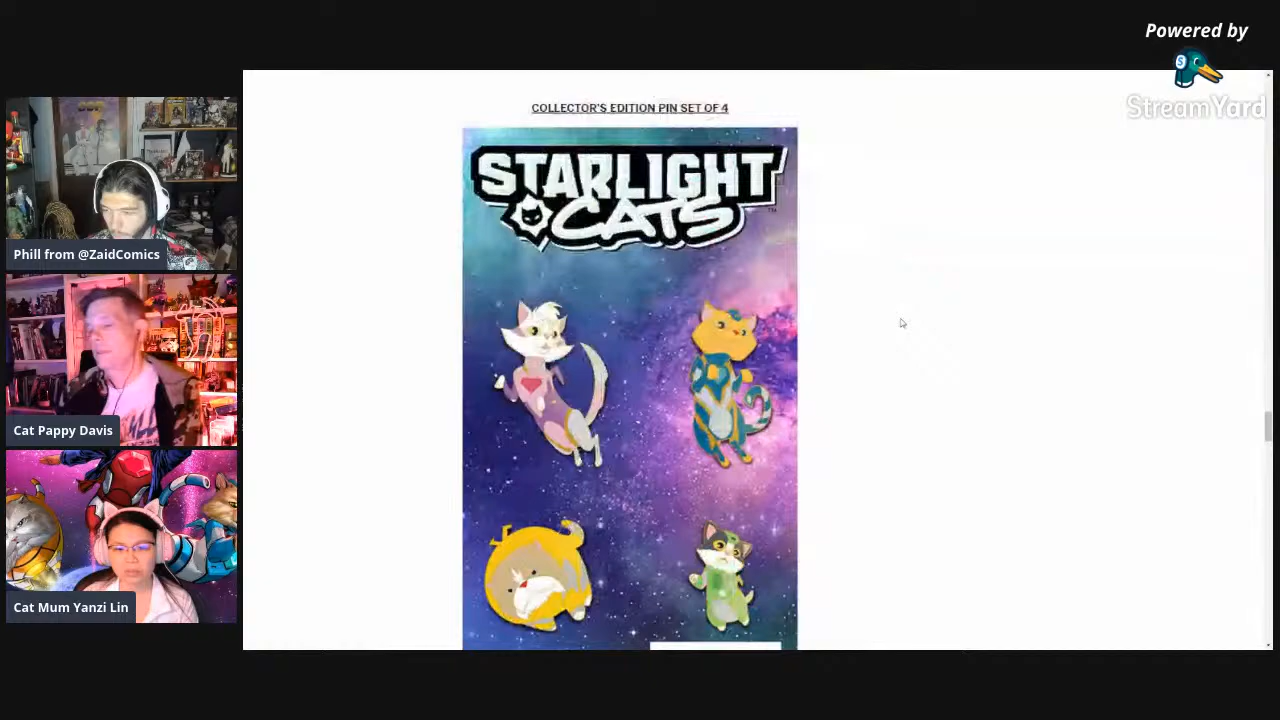 Powered by
StreamYard
COLLECTOR'S EDITION PIN SET OF 4
STARLIGHT
CATS
TM
Phill from @ZaidComics
Cat Pappy Davis
Cat Mum Yanzi Lin